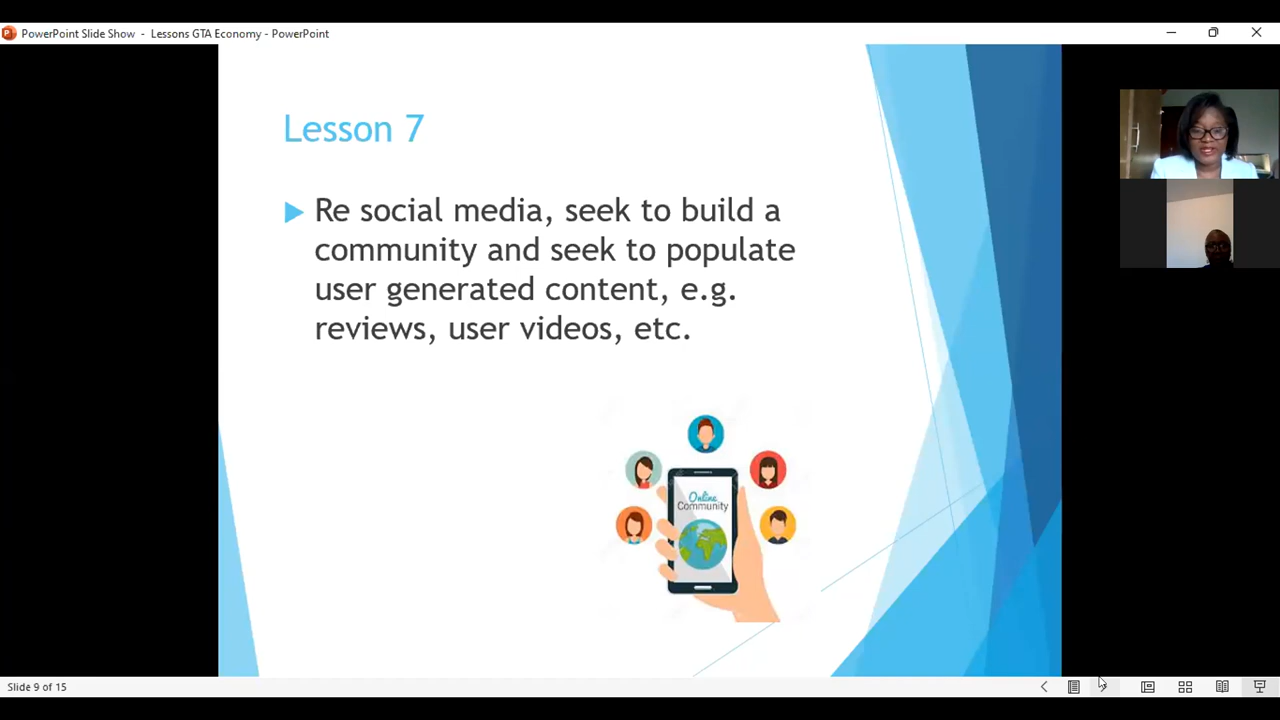 PowerPoint Slide Show - Lessons GTA Economy - PowerPoint
Lesson 7
Re social media, seek to build a
community and seek to populate
user generated content, e.g.
reviews, user videos, etc.
Online
Community
Slide 9 of 15